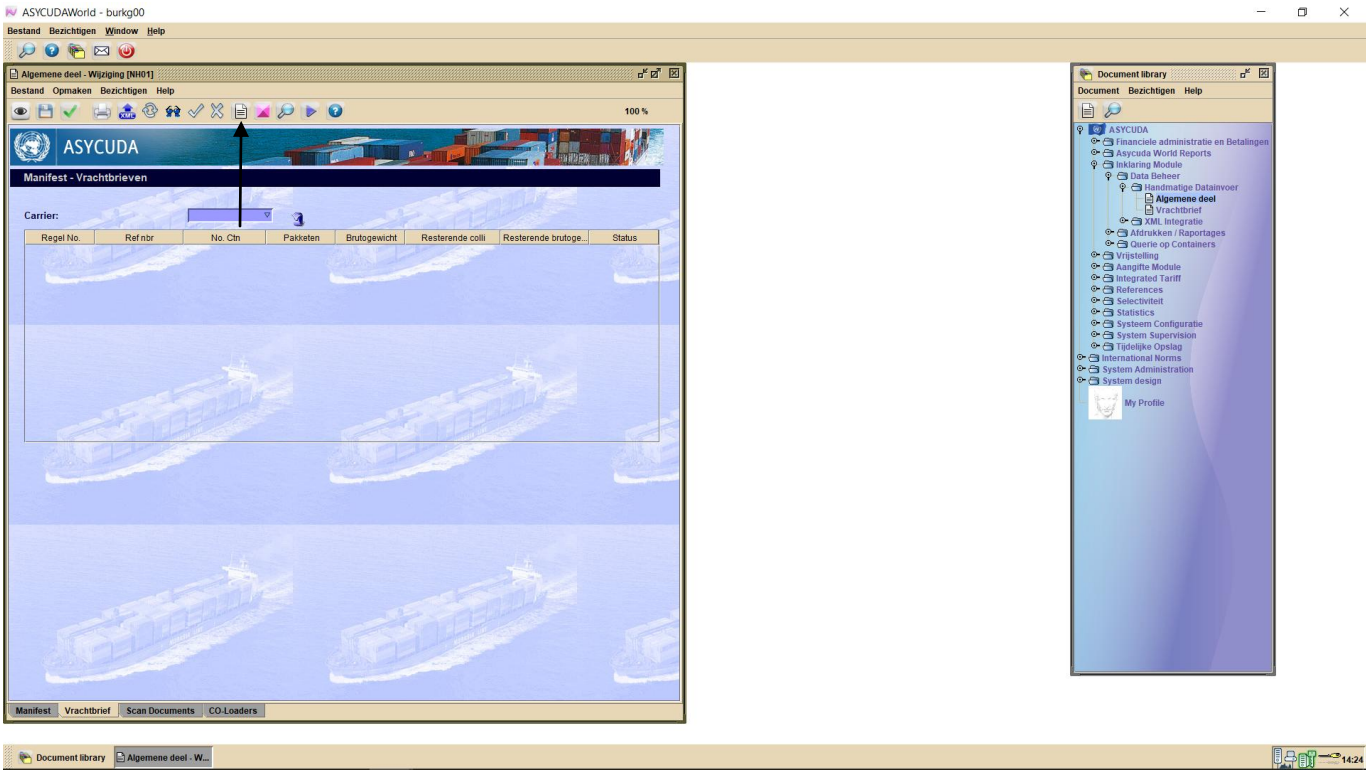 ASYCUDAWorld - burkg00
Bestand Bezichtigen Window Help
Algemene deel - Wijziging [NH01]
Bestand Opmaken Bezichtigen Help
XML
100 %
ASYCUDA
Manifest - Vrachtbrieven
Carrier:
Regel No. Ref nbr No. Ctn Pakketen Brutogewicht Resterende colli Resterende brutoge... Status
Manifest Vrachtbrief Scan Documents CO-Loaders
Document library
Document Bezichtigen Help
ASYCUDA
Financiele administratie en Betalingen
Asycuda World Reports
Inklaring Module
Data Beheer
Handmatige Datainvoer
Algemene deel
Vrachtbrief
XML Integratie
Afdrukken / Raportages
Querie op Containers
Vrijstelling
Aangifte Module
Integrated Tariff
References
Selectiviteit
Statistics
Systeem Configuratie
System Supervision
Tijdelijke Opslag
International Norms
System Administration
System design
My Profile
Document library Algemene deel - W...
14:24